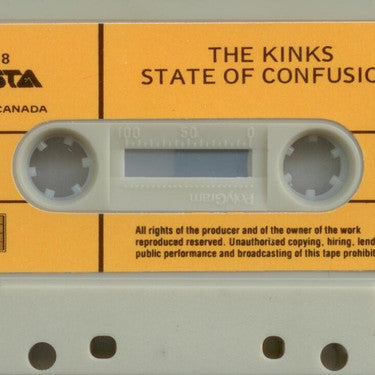 8
STA
CANADA
THE KINKS
STATE OF CONFUSIO
100 50 0
PolyGram
All rights of the producer and of the owner of the work
reproduced reserved. Unauthorised copying, hiring, lend
public performance and broadcasting of this tape prohibit